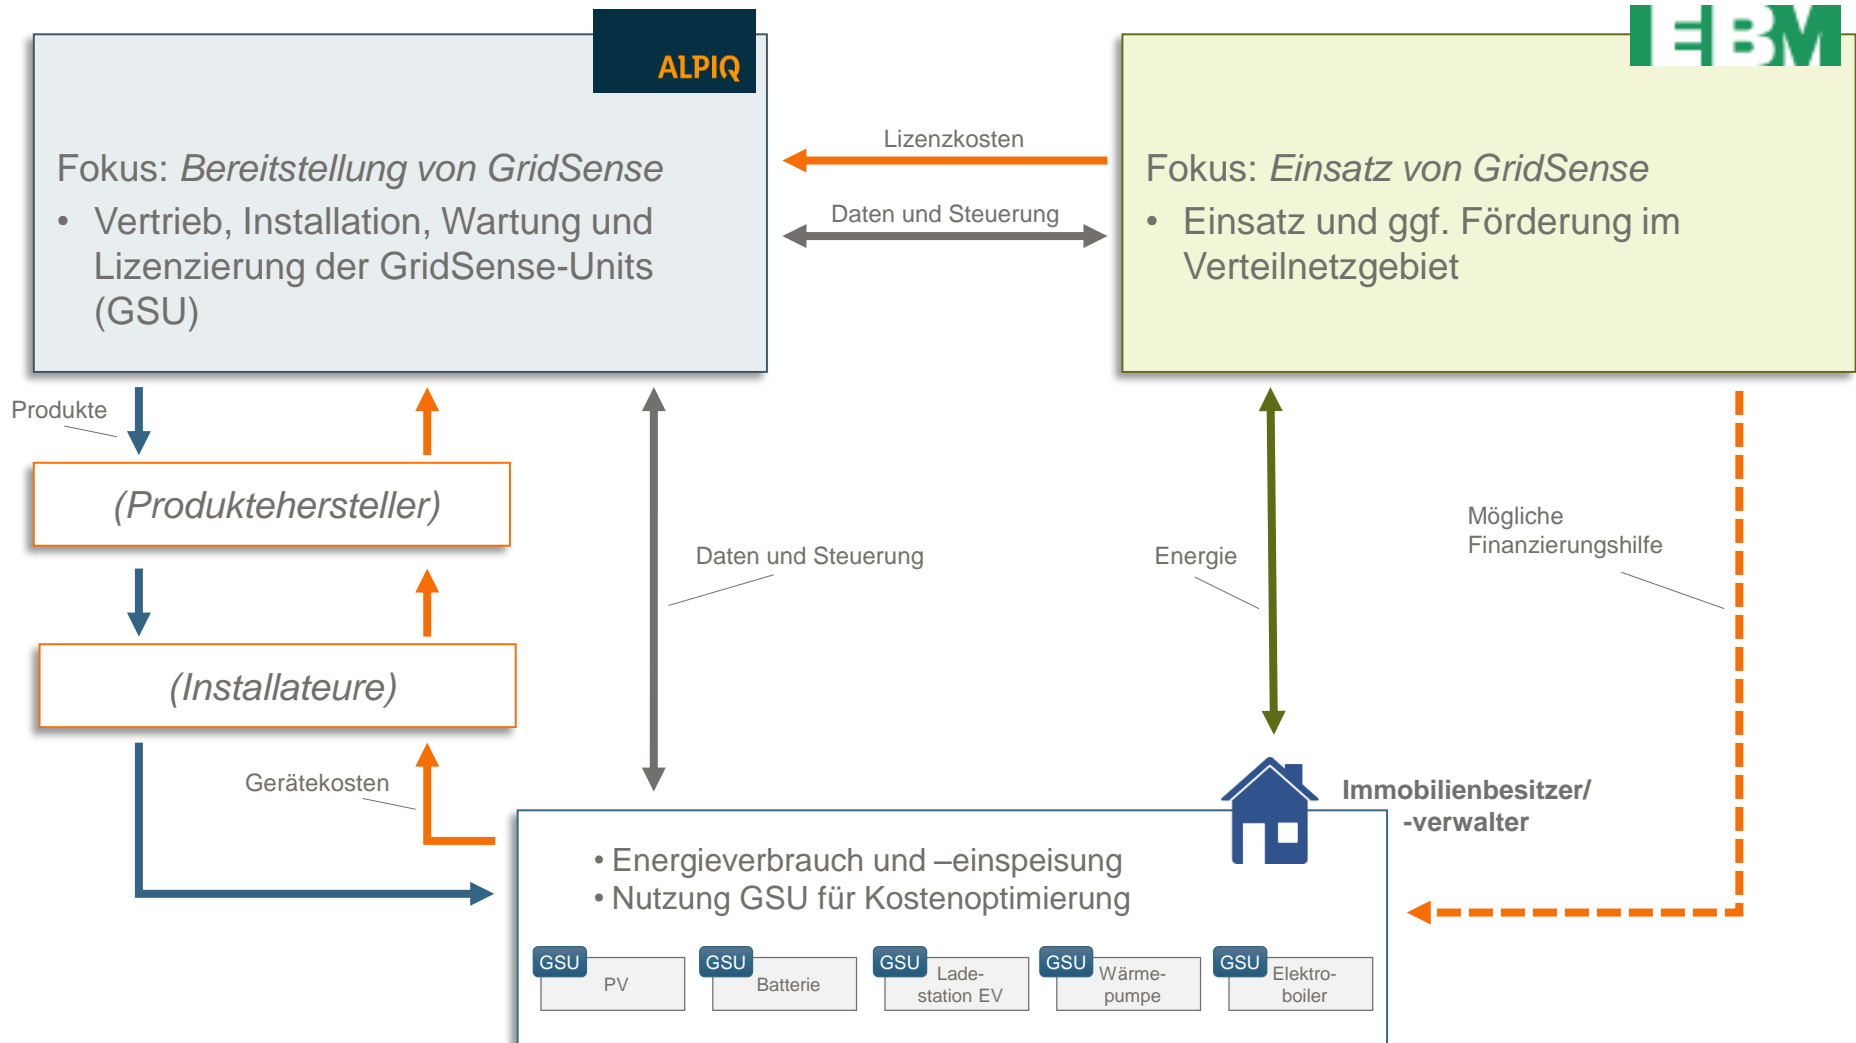 ALPIQ
EBM
Fokus: Bereitstellung von GridSense
• Vertrieb, Installation, Wartung und
Lizenzierung der GridSense-Units
(GSU)
Lizenzkosten
Daten und Steuerung
Fokus: Einsatz von GridSense
• Einsatz und ggf. Förderung im
Verteilnetzgebiet
Produkte
(Produktehersteller)
(Installateure)
Gerätekosten
Daten und Steuerung
Energie
Mögliche
Finanzierungshilfe
Immobilienbesitzer/
-verwalter
• Energieverbrauch und –einspeisung
• Nutzung GSU für Kostenoptimierung
GSU
PV
GSU
Batterie
GSU
Lade-
station EV
GSU
Wärme-
pumpe
GSU
Elektro-
boiler